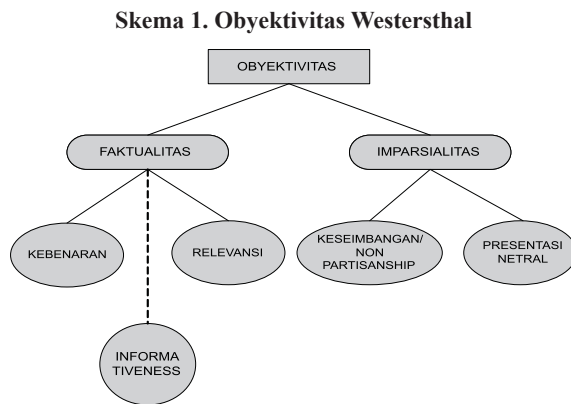 Skema 1. Obyektivitas Westersthal
OBYEKTIVITAS
FAKTUALITAS
IMPARSIALITAS
KEBENARAN
RELEVANSI
KESEIMBANGAN/
NON
PARTISANSHIP
PRESENTASI
NETRAL
INFORMA
TIVENESS